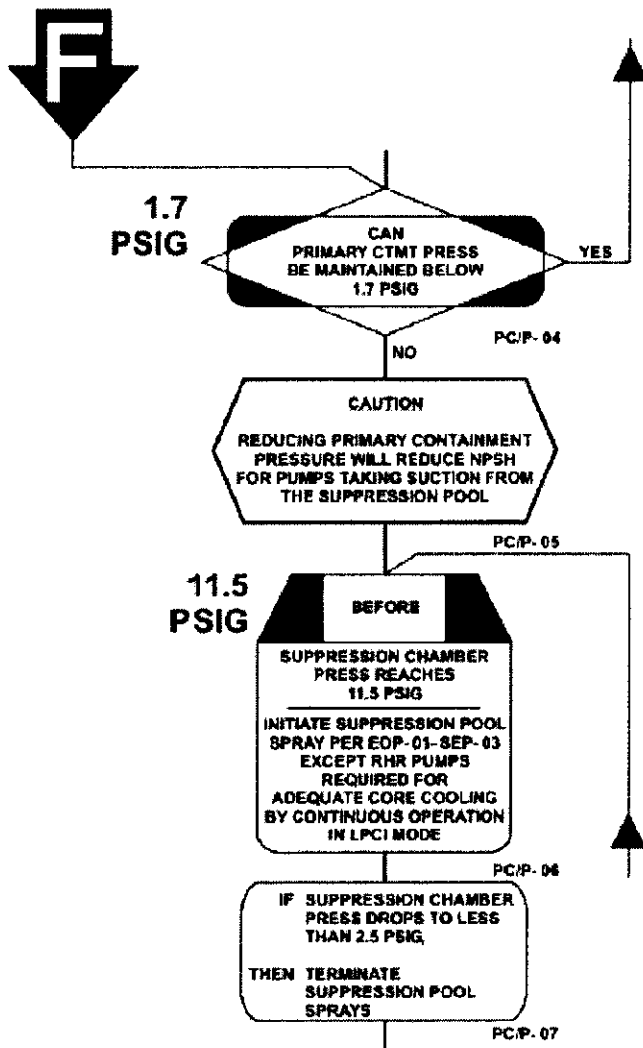 F
1.7
PSIG
CAN
PRIMARY CTMT PRESS
BE MAINTAINED BELOW
1.7 PSIG
YES
PC/P-04
NO
CAUTION
REDUCING PRIMARY CONTAINMENT
PRESSURE WILL REDUCE NPSH
FOR PUMPS TAKING SUCTION FROM
THE SUPPRESSION POOL
PC/P-05
11.5
PSIG
BEFORE
SUPPRESSION CHAMBER
PRESS REACHES
11.5 PSIG
INITIATE SUPPRESSION POOL
SPRAY PER EOP-01-SEP-03
EXCEPT RHR PUMPS
REQUIRED FOR
ADEQUATE CORE COOLING
BY CONTINUOUS OPERATION
IN LPCI MODE
PC/P-06
IF SUPPRESSION CHAMBER
PRESS DROPS TO LESS
THAN 2.5 PSIG,
THEN TERMINATE
SUPPRESSION POOL
SPRAYS
PC/P-07